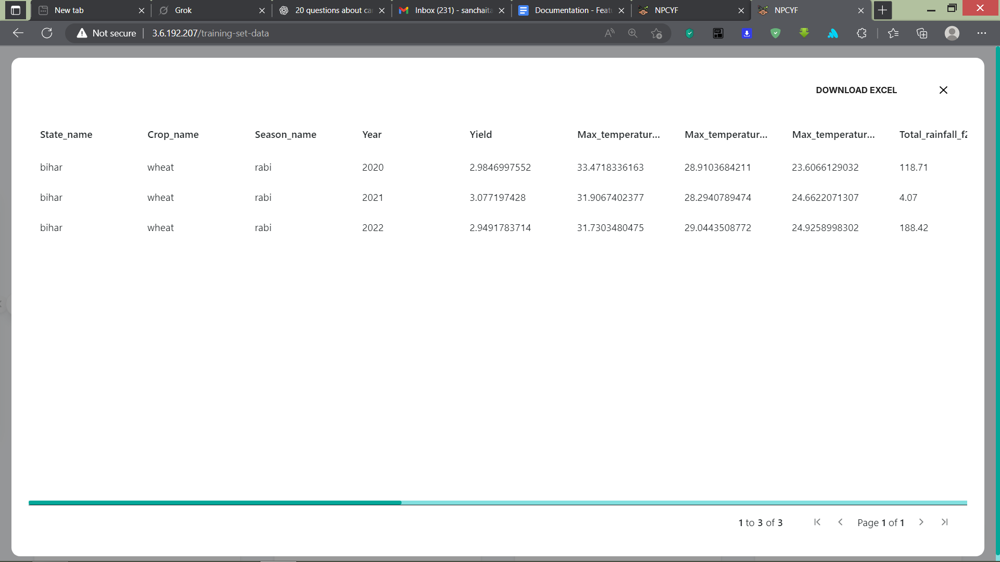 New tab
Grok
20 questions about ca
Inbox (231) - sanchaita
Documentation - Feat
NPCYF
NPCYF
Not secure
3.6.192.207/training-set-data
DOWNLOAD EXCEL
State_name Crop_name Season_name Year Yield Max_temperatur... Max_temperatur... Max_temperatur... Total_rainfall_f2
bihar wheat rabi 2020 2.9846997552 33.4718336163 28.9103684211 23.6066129032 118.71
bihar wheat rabi 2021 3.077197428 31.9067402377 28.2940789474 24.6622071307 4.07
bihar wheat rabi 2022 2.9491783714 31.7303480475 29.0443508772 24.9258998302 188.42
1 to 3 of 3 Page 1 of 1